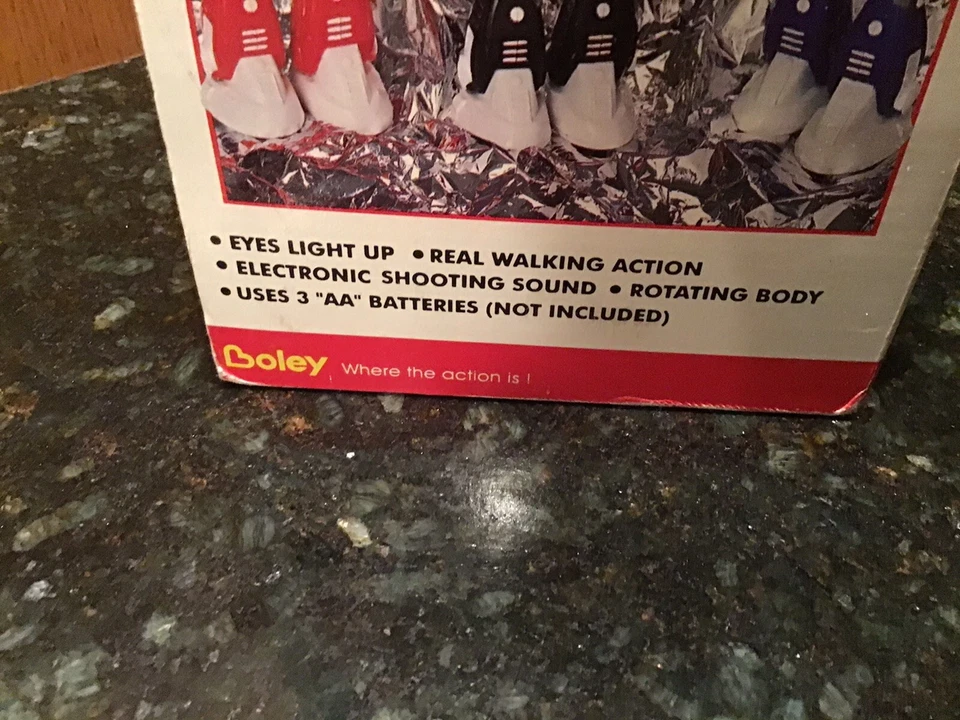 • EYES LIGHT UP • REAL WALKING ACTION
• ELECTRONIC SHOOTING SOUND • ROTATING BODY
• USES 3 "AA" BATTERIES (NOT INCLUDED)
Boley Where the action is !